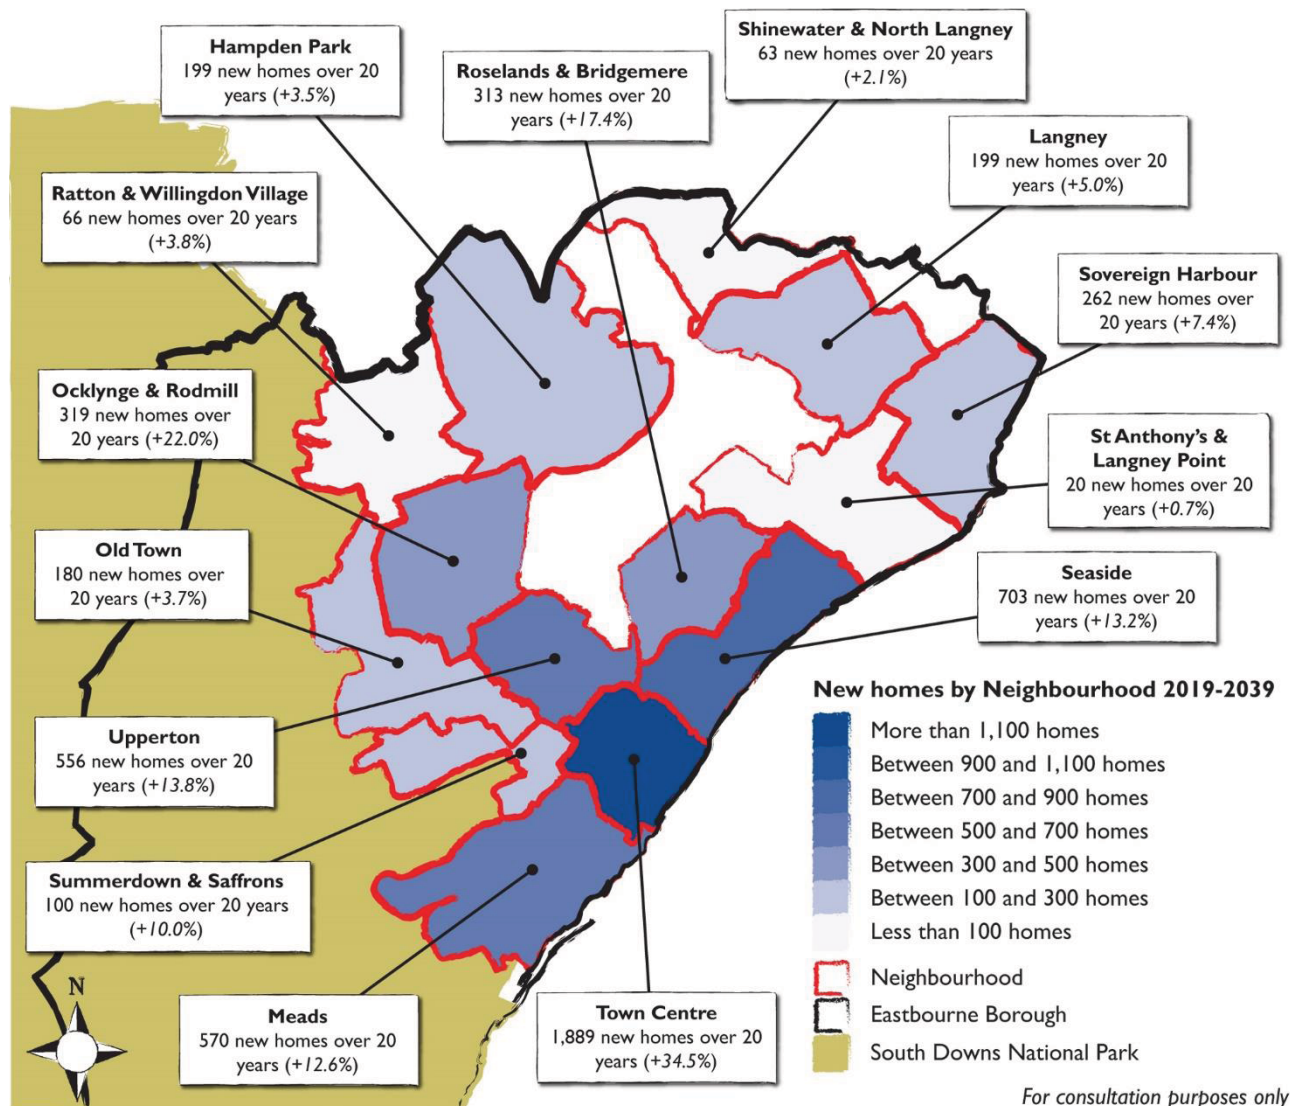 Hampden Park
199 new homes over 20
years (+3.5%)
Roselands & Bridgemere
313 new homes over 20
years (+17.4%)
Shinewater & North Langney
63 new homes over 20 years
(+2.1%)
Langney
199 new homes over 20
years (+5.0%)
Ratton & Willingdon Village
66 new homes over 20 years
(+3.8%)
Sovereign Harbour
262 new homes over
20 years (+7.4%)
Ocklynge & Rodmill
319 new homes over
20 years (+22.0%)
St Anthony's &
Langney Point
20 new homes over 20
years (+0.7%)
Old Town
180 new homes over
20 years (+3.7%)
Seaside
703 new homes over 20
years (+13.2%)
Upperton
556 new homes over 20
years (+13.8%)
Summerdown & Saffrons
100 new homes over 20 years
(+10.0%)
Meads
570 new homes over 20
years (+12.6%)
Town Centre
1,889 new homes over 20
years (+34.5%)
New homes by Neighbourhood 2019-2039
More than 1,100 homes
Between 900 and 1,100 homes
Between 700 and 900 homes
Between 500 and 700 homes
Between 300 and 500 homes
Between 100 and 300 homes
Less than 100 homes
Neighbourhood
Eastbourne Borough
South Downs National Park
N
For consultation purposes only